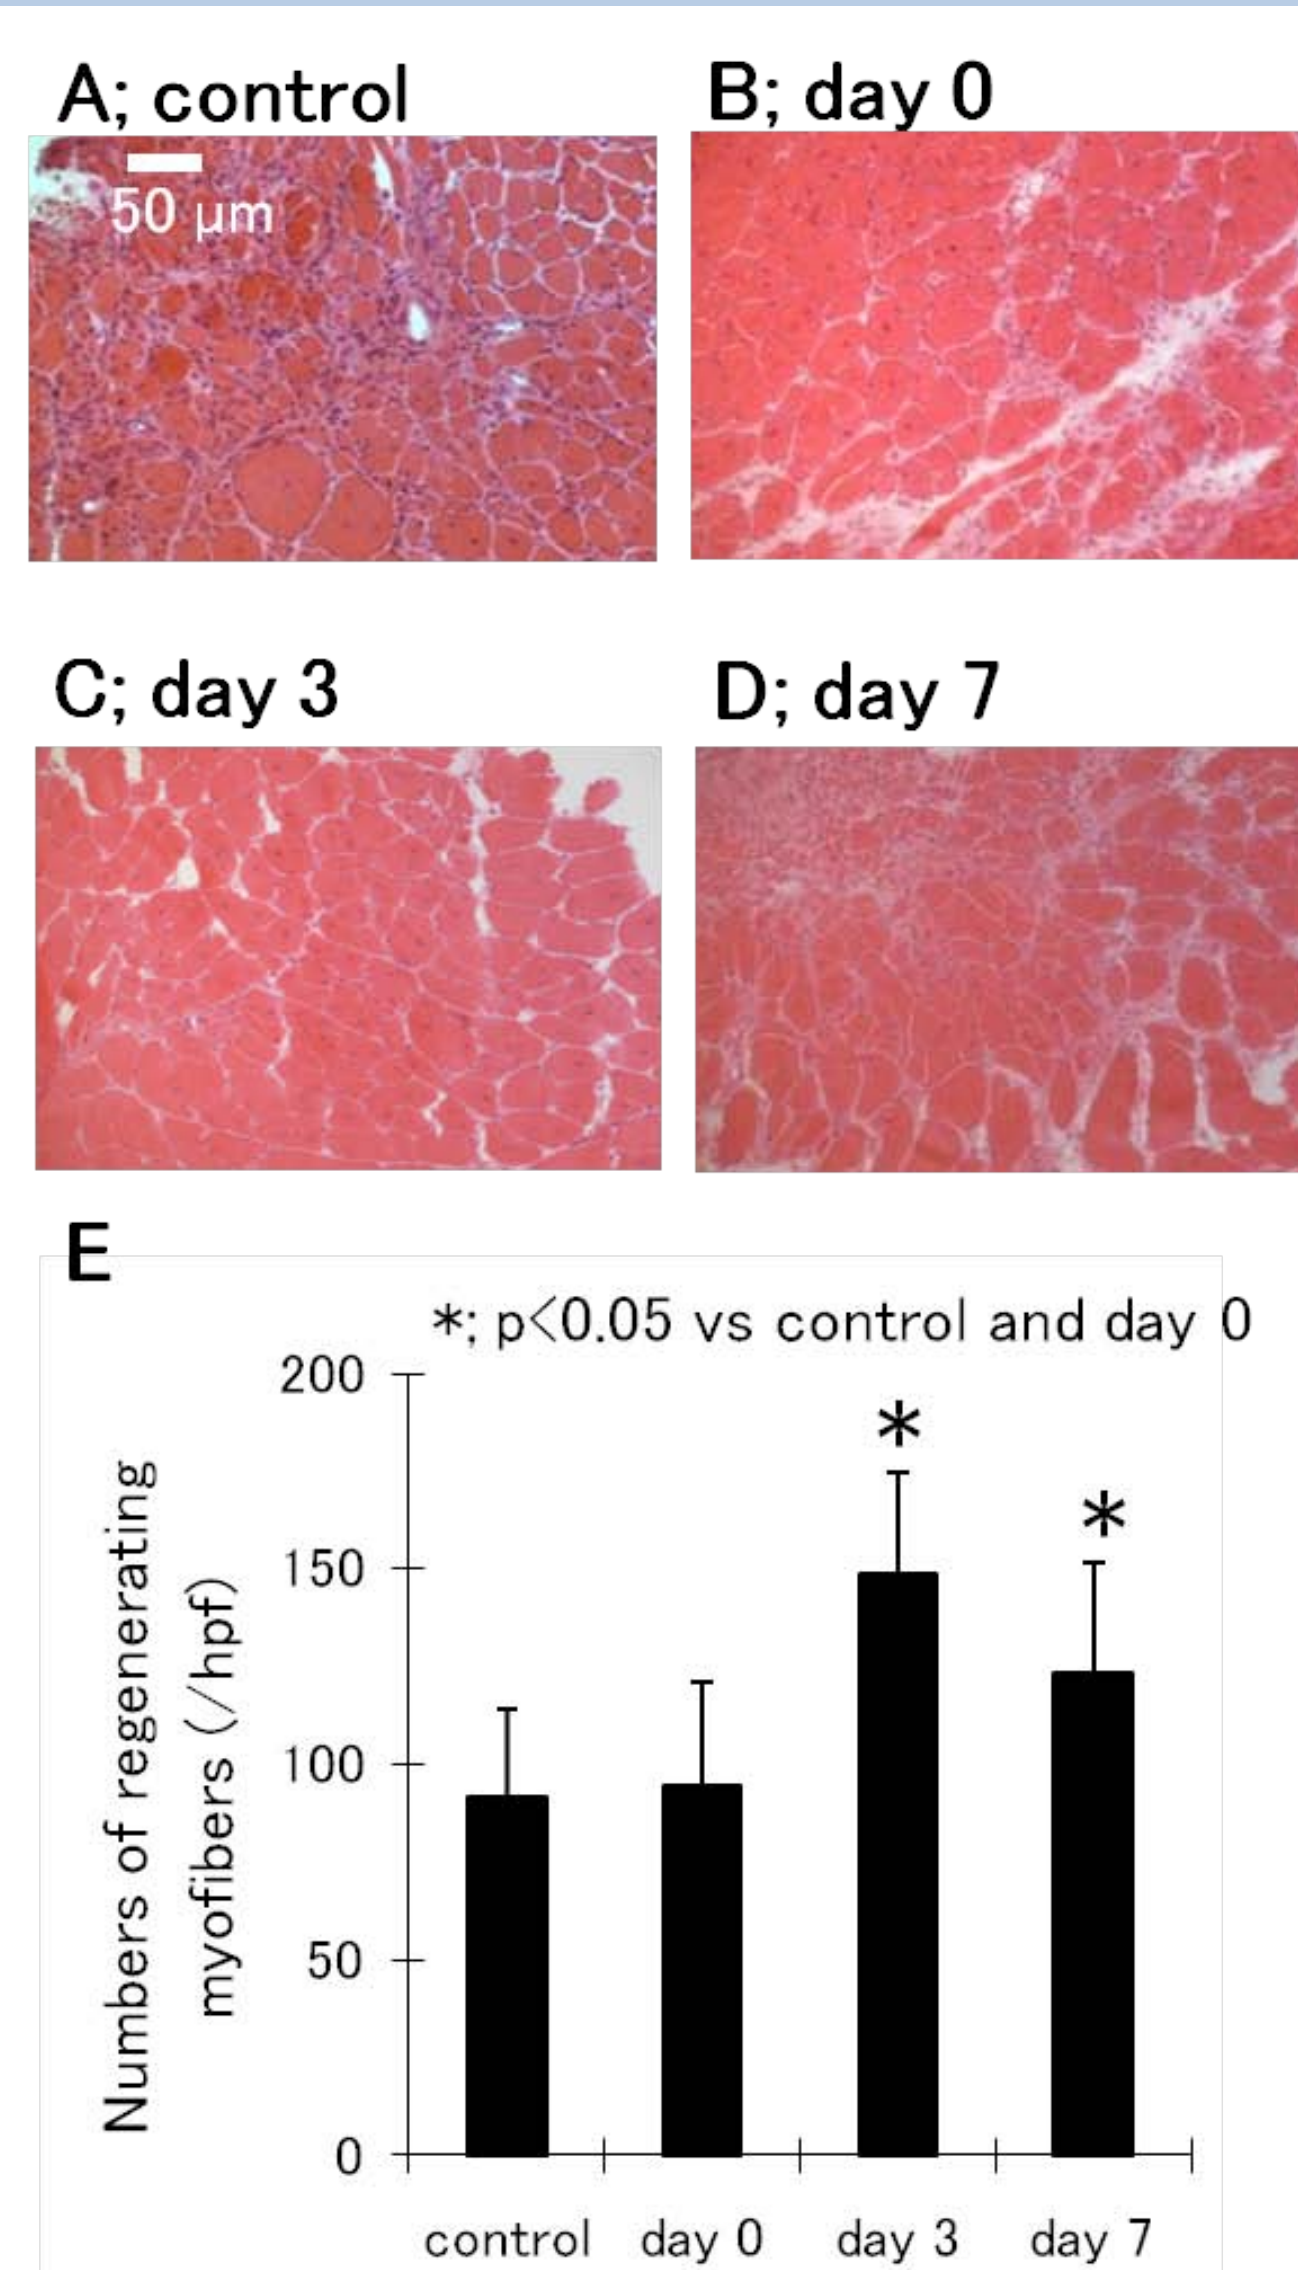 A; control
B; day 0
50 μm
C; day 3
D; day 7
E
*; p<0.05 vs control and day 0
200
150
100
50
0
Numbers of regenerating
myofibers (/hpf)
*
*
control
day 0
day 3
day 7